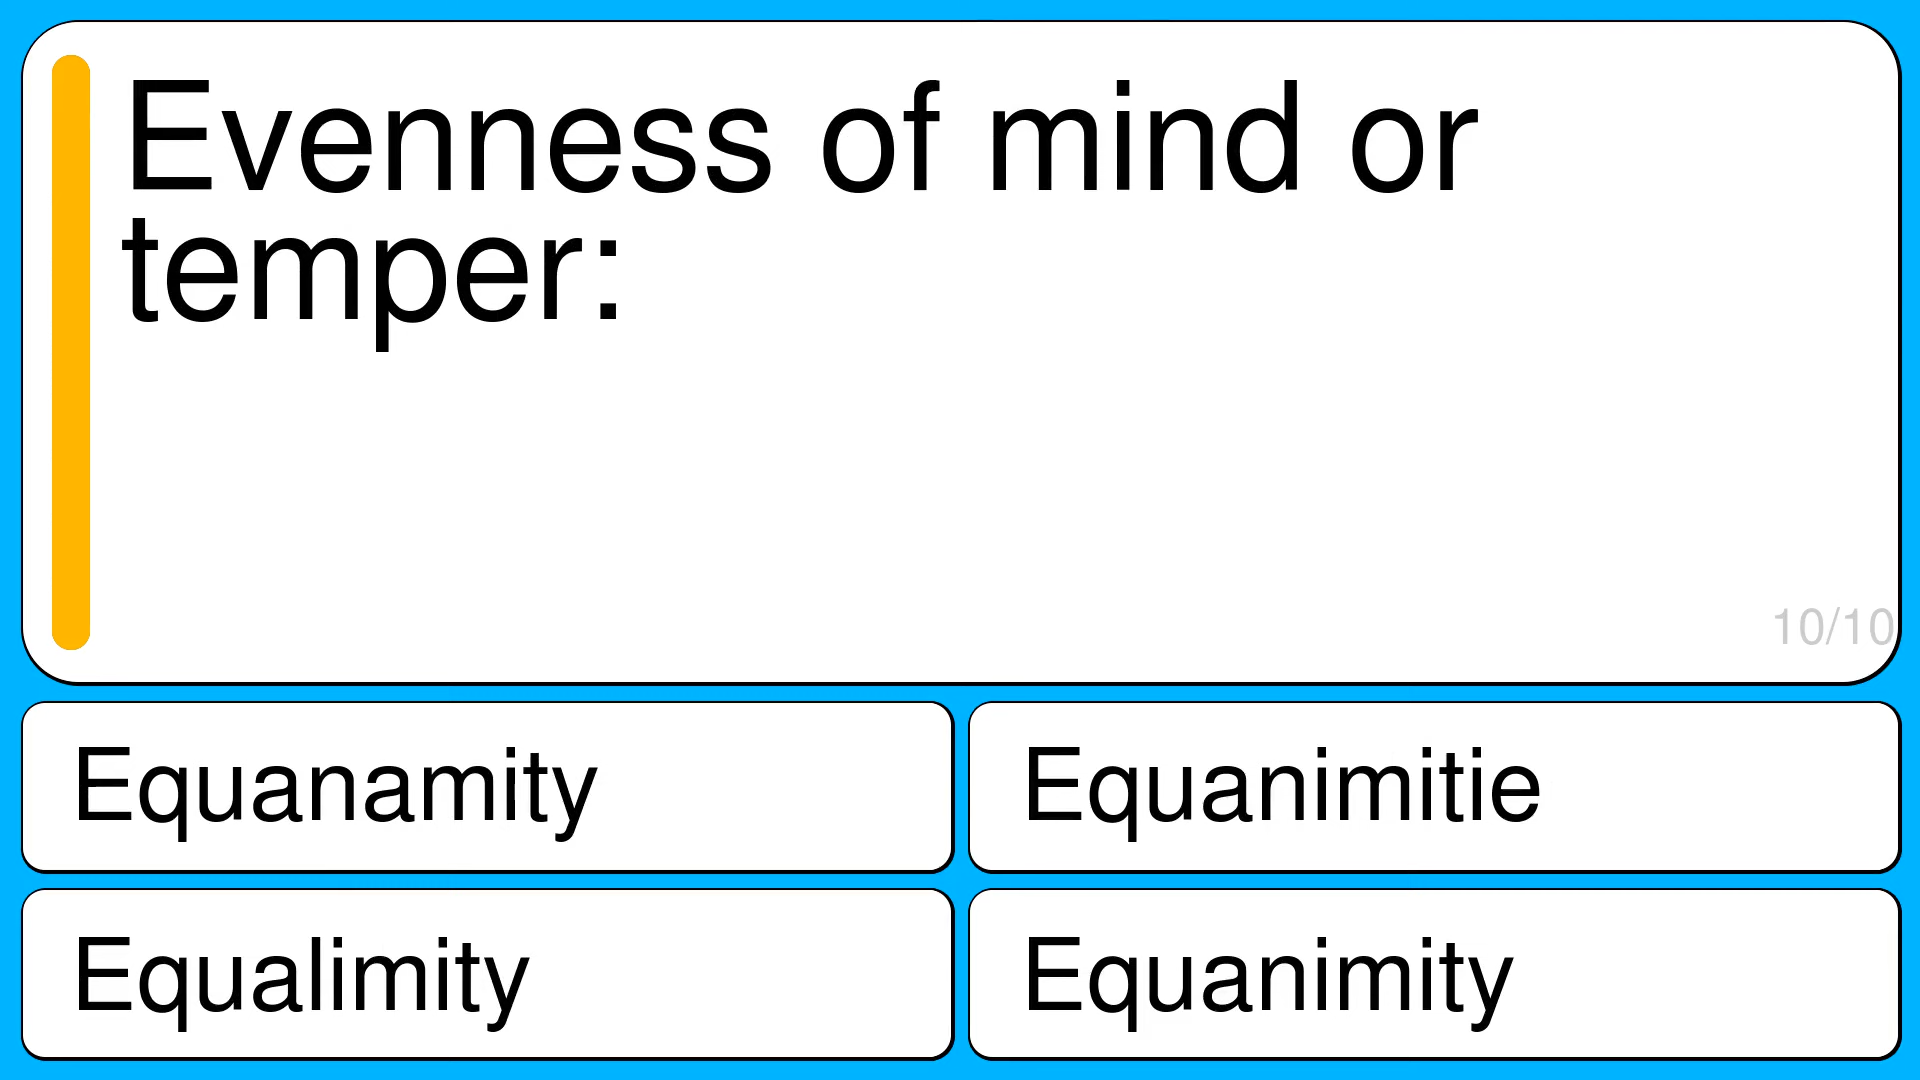 Evenness of mind or
temper:
10/10
Equanamity
Equanimitie
Equalimity
Equanimity